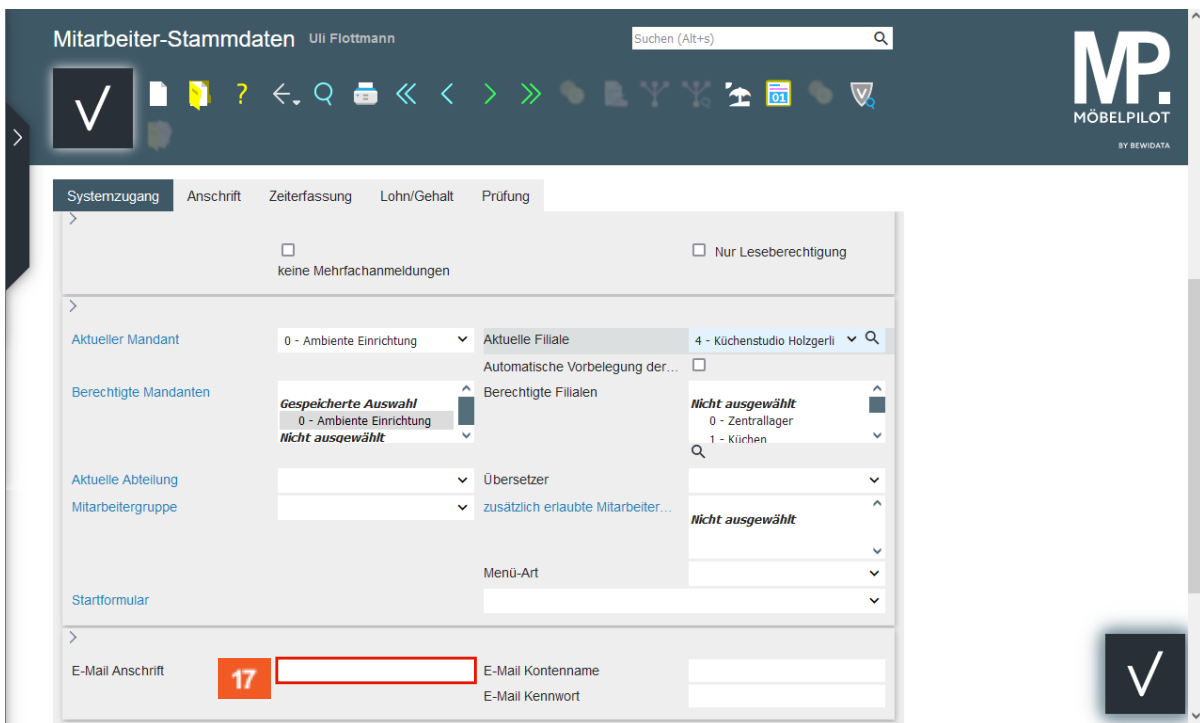 Mitarbeiter-Stammdaten Uli Flottmann
Suchen (Alt+s)
MP.
MÖBELPILOT
BY BEWIDATA
?
01
Systemzugang Anschrift Zeiterfassung Lohn/Gehalt Prüfung
keine Mehrfachanmeldungen
Nur Leseberechtigung
Aktueller Mandant 0 - Ambiente Einrichtung Aktuelle Filiale 4 - Küchenstudio Holzgerli
Automatische Vorbelegung der...
Berechtigte Mandanten Berechtigte Filialen
Gespeicherte Auswahl Nicht ausgewählt
0 - Ambiente Einrichtung 0 - Zentrallager
Nicht ausgewählt 1 - Küchen
Aktuelle Abteilung Übersetzer
Mitarbeitergruppe zusätzlich erlaubte Mitarbeiter...
Nicht ausgewählt
Menü-Art
Startformular
E-Mail Anschrift 17 E-Mail Kontenname
E-Mail Kennwort